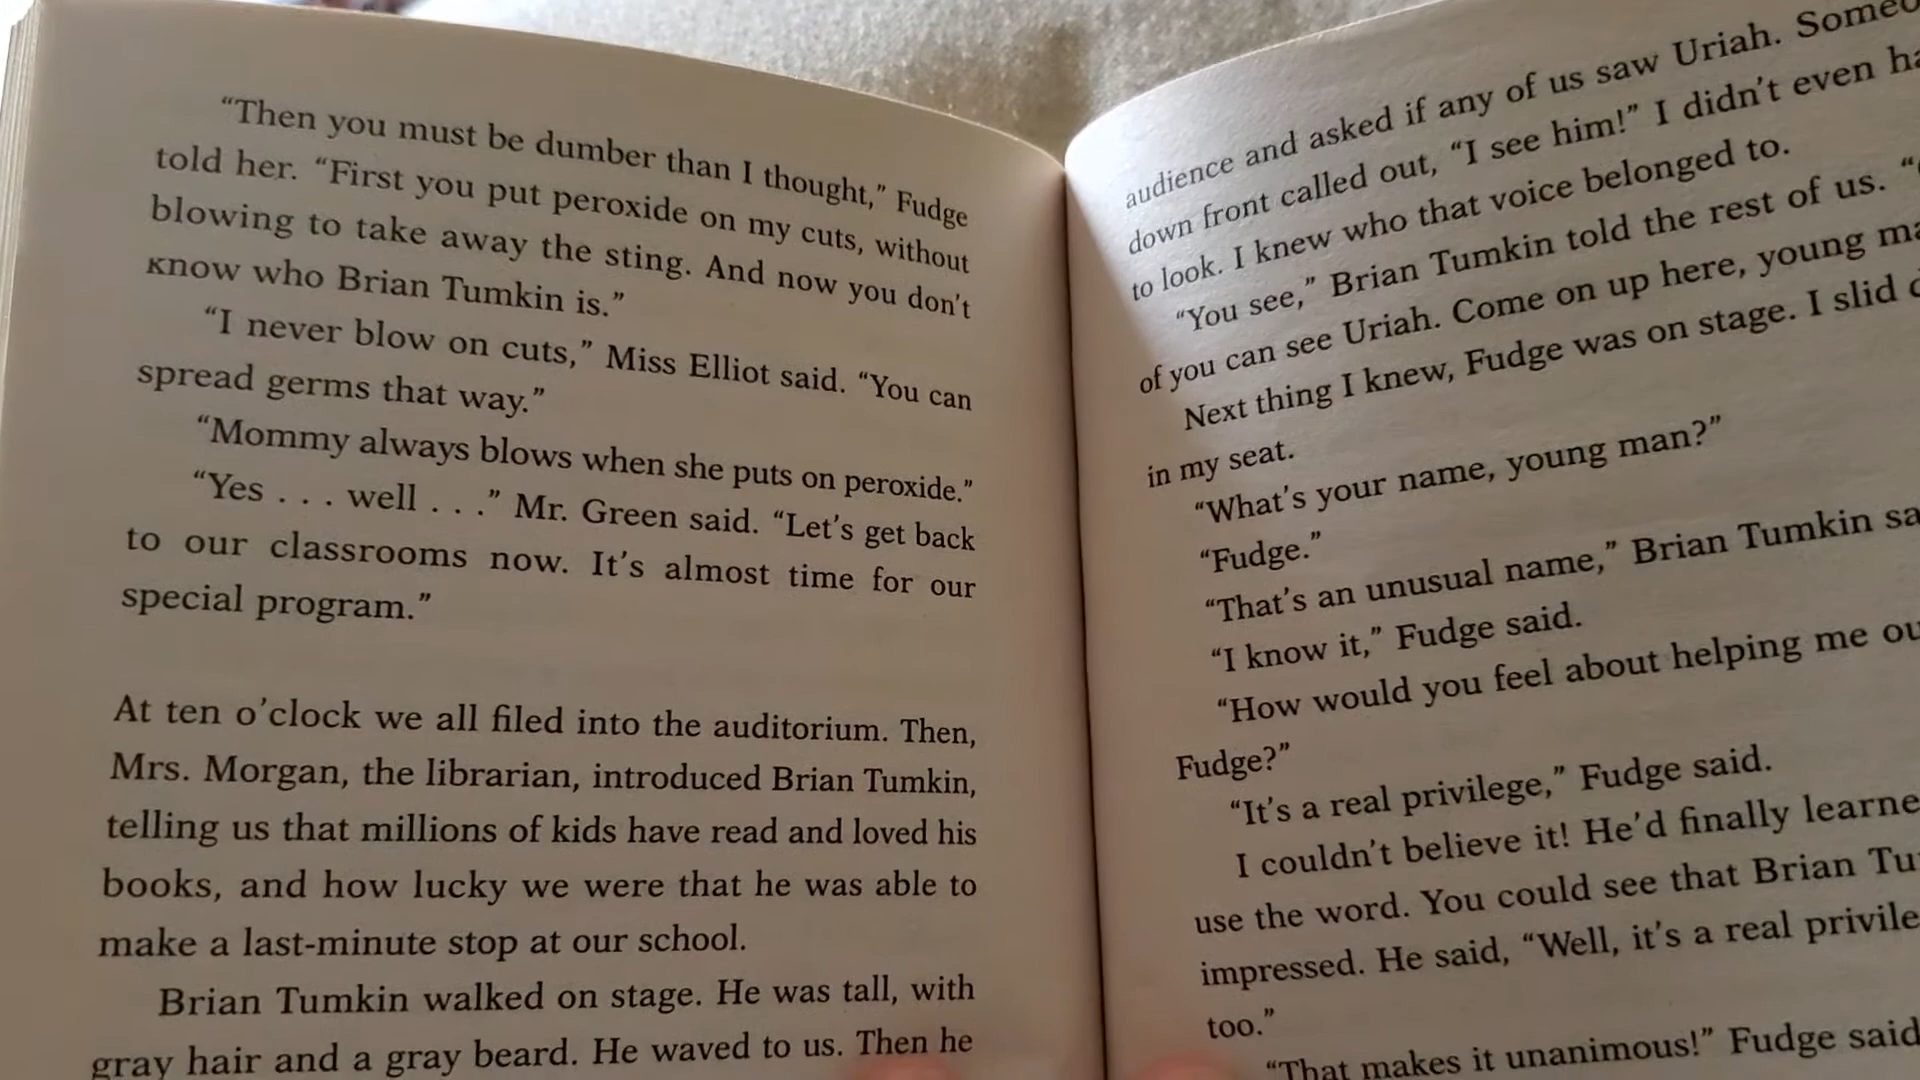 “Then you must be dumber than I thought,” Fudge
told her. “First you put peroxide on my cuts, without
blowing to take away the sting. And now you don’t
know who Brian Tumkin is.”
“I never blow on cuts,” Miss Elliot said. “You can
spread germs that way.”
“Mommy always blows when she puts on peroxide.”
“Yes . . . well . . .” Mr. Green said. “Let’s get back
to our classrooms now. It’s almost time for our
special program.”
At ten o’clock we all filed into the auditorium. Then,
Mrs. Morgan, the librarian, introduced Brian Tumkin,
telling us that millions of kids have read and loved his
books, and how lucky we were that he was able to
make a last-minute stop at our school.
Brian Tumkin walked on stage. He was tall, with
gray hair and a gray beard. He waved to us. Then he
audience and asked if any of us saw Uriah.
down front called out, “I see him!” I didn’t even
to look. I knew who that voice belonged to.
“You see,” Brian Tumkin told the rest of us.
of you can see Uriah. Come on up here, young
Next thing I knew, Fudge was on stage. I slid
in my seat.
“What’s your name, young man?”
“Fudge.”
“That’s an unusual name,” Brian Tumkin
“I know it,” Fudge said.
“How would you feel about helping me
Fudge?”
“It’s a real privilege,” Fudge said.
I couldn’t believe it! He’d finally
use the word. You could see that Brian
impressed. He said, “Well, it’s a real
too.”
“That makes it unanimous!” Fudge said